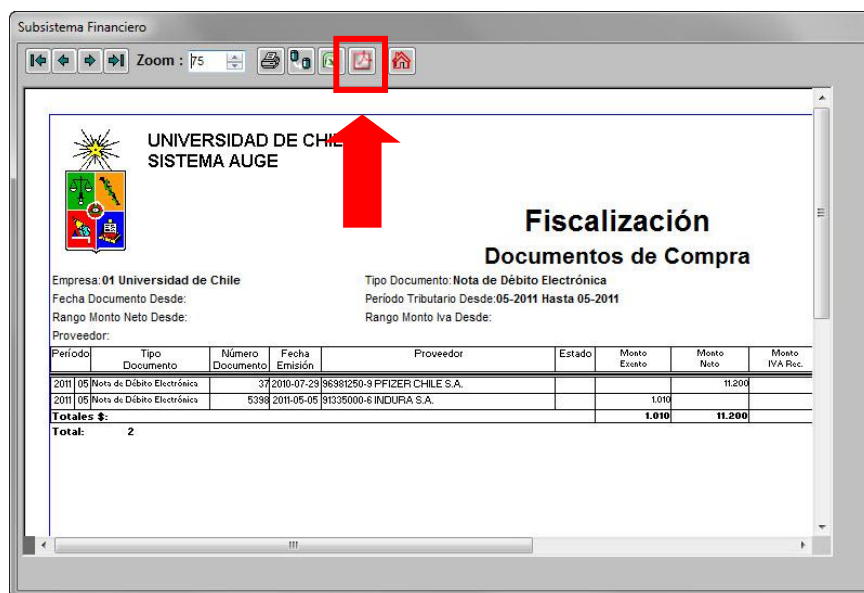 Subsistema Financiero
Zoom : 75
UNIVERSIDAD DE CHILE
SISTEMA AUGE
Fiscalización
Documentos de Compra
Empresa: 01 Universidad de Chile Tipo Documento: Nota de Débito Electrónica
Fecha Documento Desde: Período Tributario Desde: 05-2011 Hasta 05-2011
Rango Monto Neto Desde: Rango Monto Iva Desde:
Proveedor:
Período Tipo Documento Número Documento Fecha Emisión Proveedor Estado Monto Exento Monto Neto Monto IVA Rec.
2011 05 Nota de Débito Electrónica 37 2010-07-29 96981250-9 PFIZER CHILE S.A. 11.200
2011 05 Nota de Débito Electrónica 5398 2011-05-05 91335000-6 INDURA S.A. 1.010
Totales $: 1.010 11.200
Total: 2